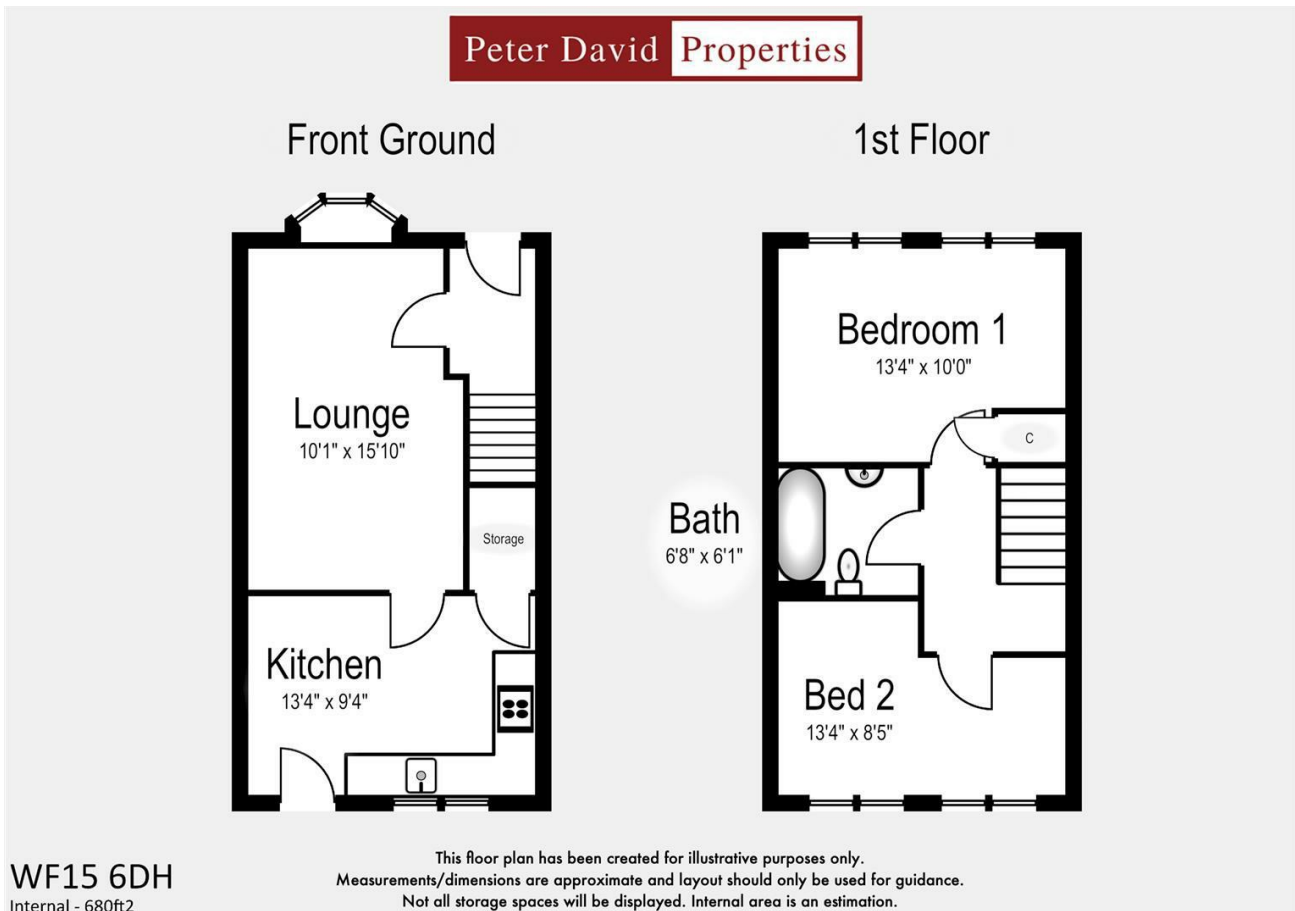 Peter David Properties
Front Ground
1st Floor
Lounge
10'1" x 15'10"
Storage
Kitchen
13'4" x 9'4"
Bedroom 1
13'4" x 10'0"
C
Bath
6'8" x 6'1"
Bed 2
13'4" x 8'5"
WF15 6DH
Internal - 680ft2
This floor plan has been created for illustrative purposes only.
Measurements/dimensions are approximate and layout should only be used for guidance.
Not all storage spaces will be displayed. Internal area is an estimation.